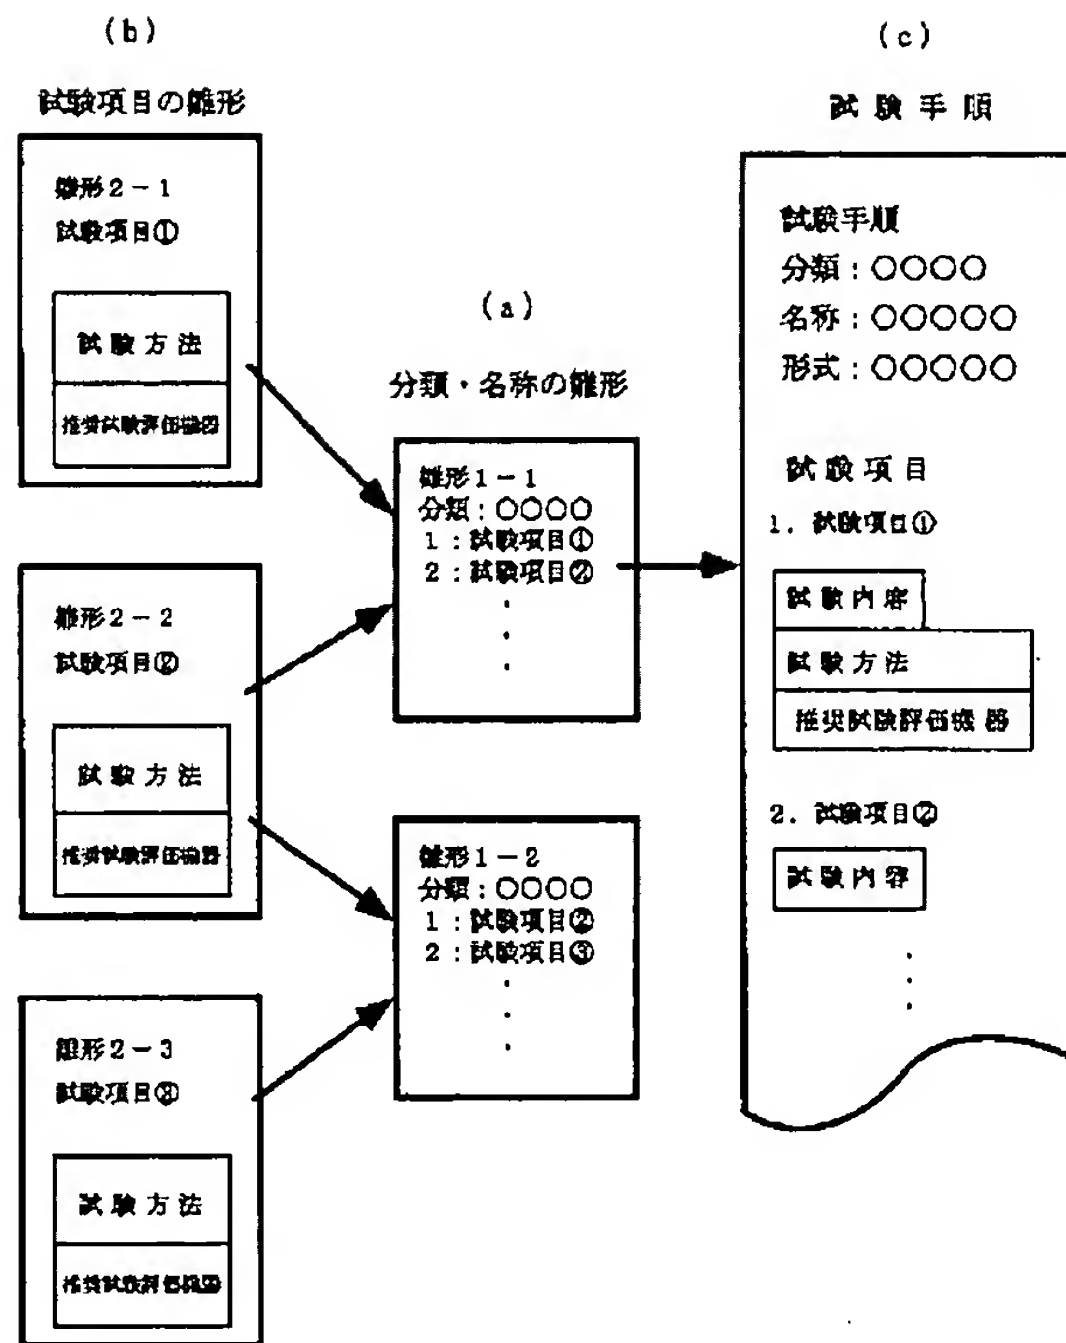 (b)
試験項目の雛形
雛形2-1
試験項目①
試験方法
推奨試験評価機器
雛形2-2
試験項目②
試験方法
推奨試験評価機器
雛形2-3
試験項目③
試験方法
推奨試験評価機器
(a)
分類・名称の雛形
雛形1-1
分類:○○○○
1:試験項目①
2:試験項目②
雛形1-2
分類:○○○○
1:試験項目②
2:試験項目③
(c)
試験手順
試験手順
分類:○○○○
名称:○○○○○
形式:○○○○○
試験項目
1. 試験項目①
試験内容
試験方法
推奨試験評価機器
2. 試験項目②
試験内容